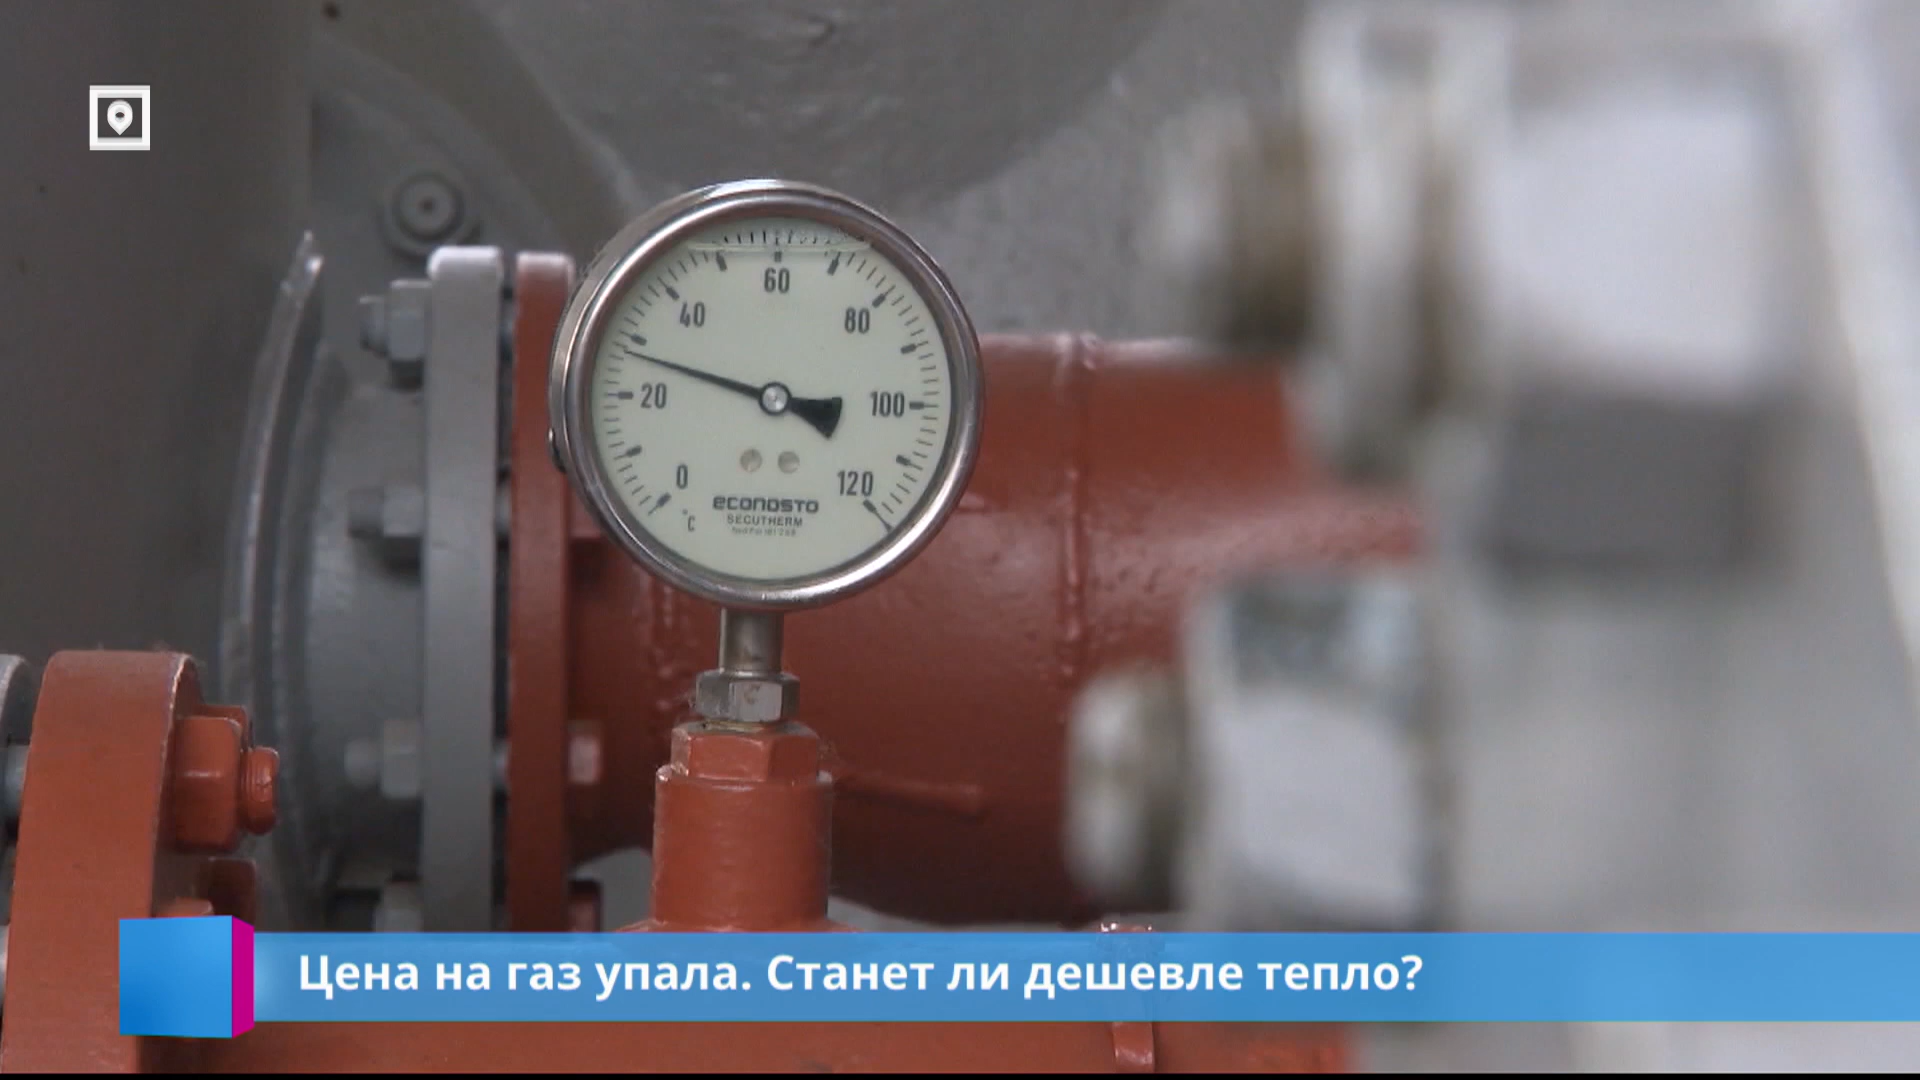 60
40
80
20
100
0
120
°C
econosto
SECUTHERM
Цена на газ упала. Станет ли дешевле тепло?